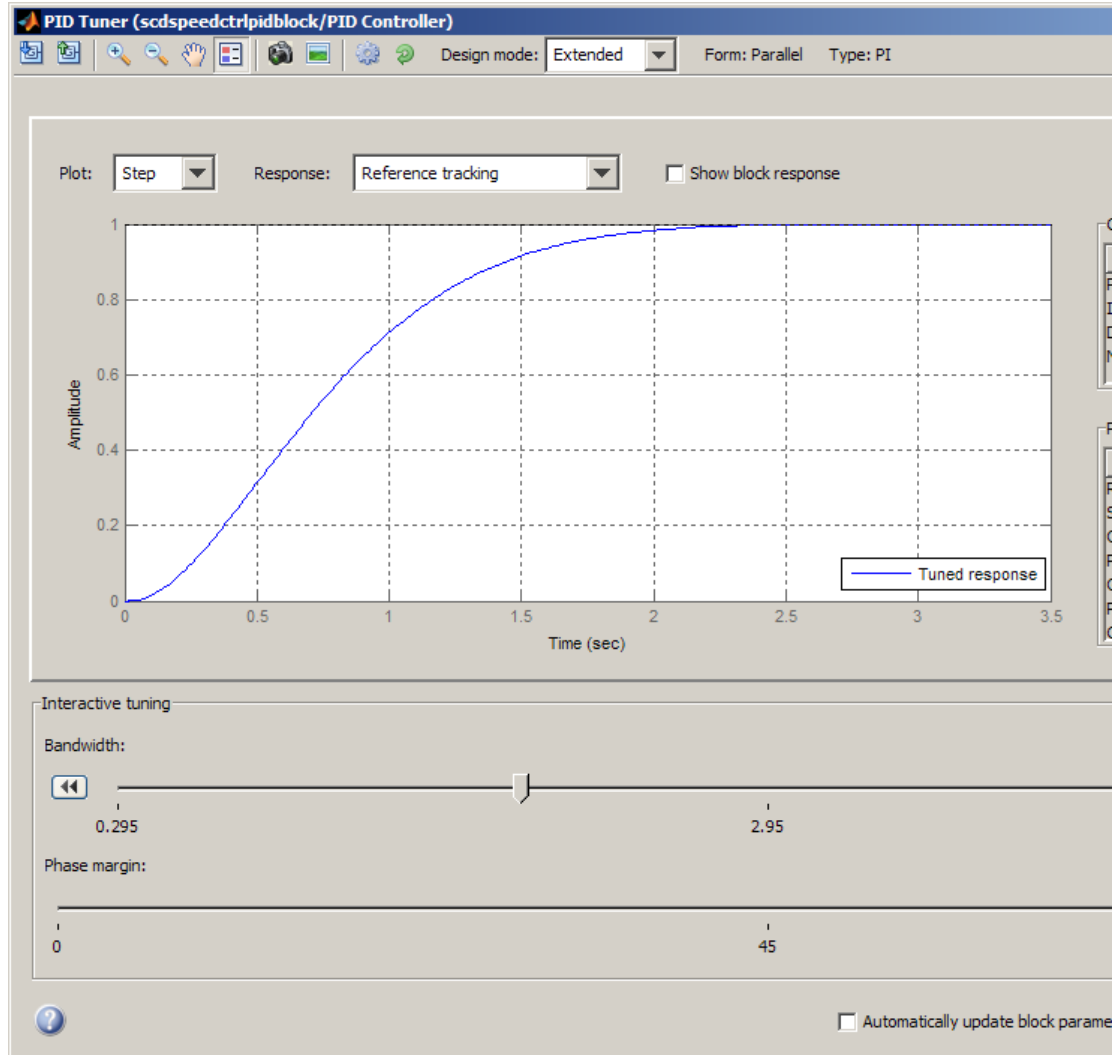 PID Tuner (scdspeedctrlpidblock/PID Controller)
Design mode: Extended Form: Parallel Type: PI
Plot: Step Response: Reference tracking Show block response
1
0.8
0.6
0.4
0.2
0
Amplitude
Tuned response
0 0.5 1 1.5 2 2.5 3 3.5
Time (sec)
Interactive tuning
Bandwidth:
0.295 2.95
Phase margin:
0 45
Automatically update block parame